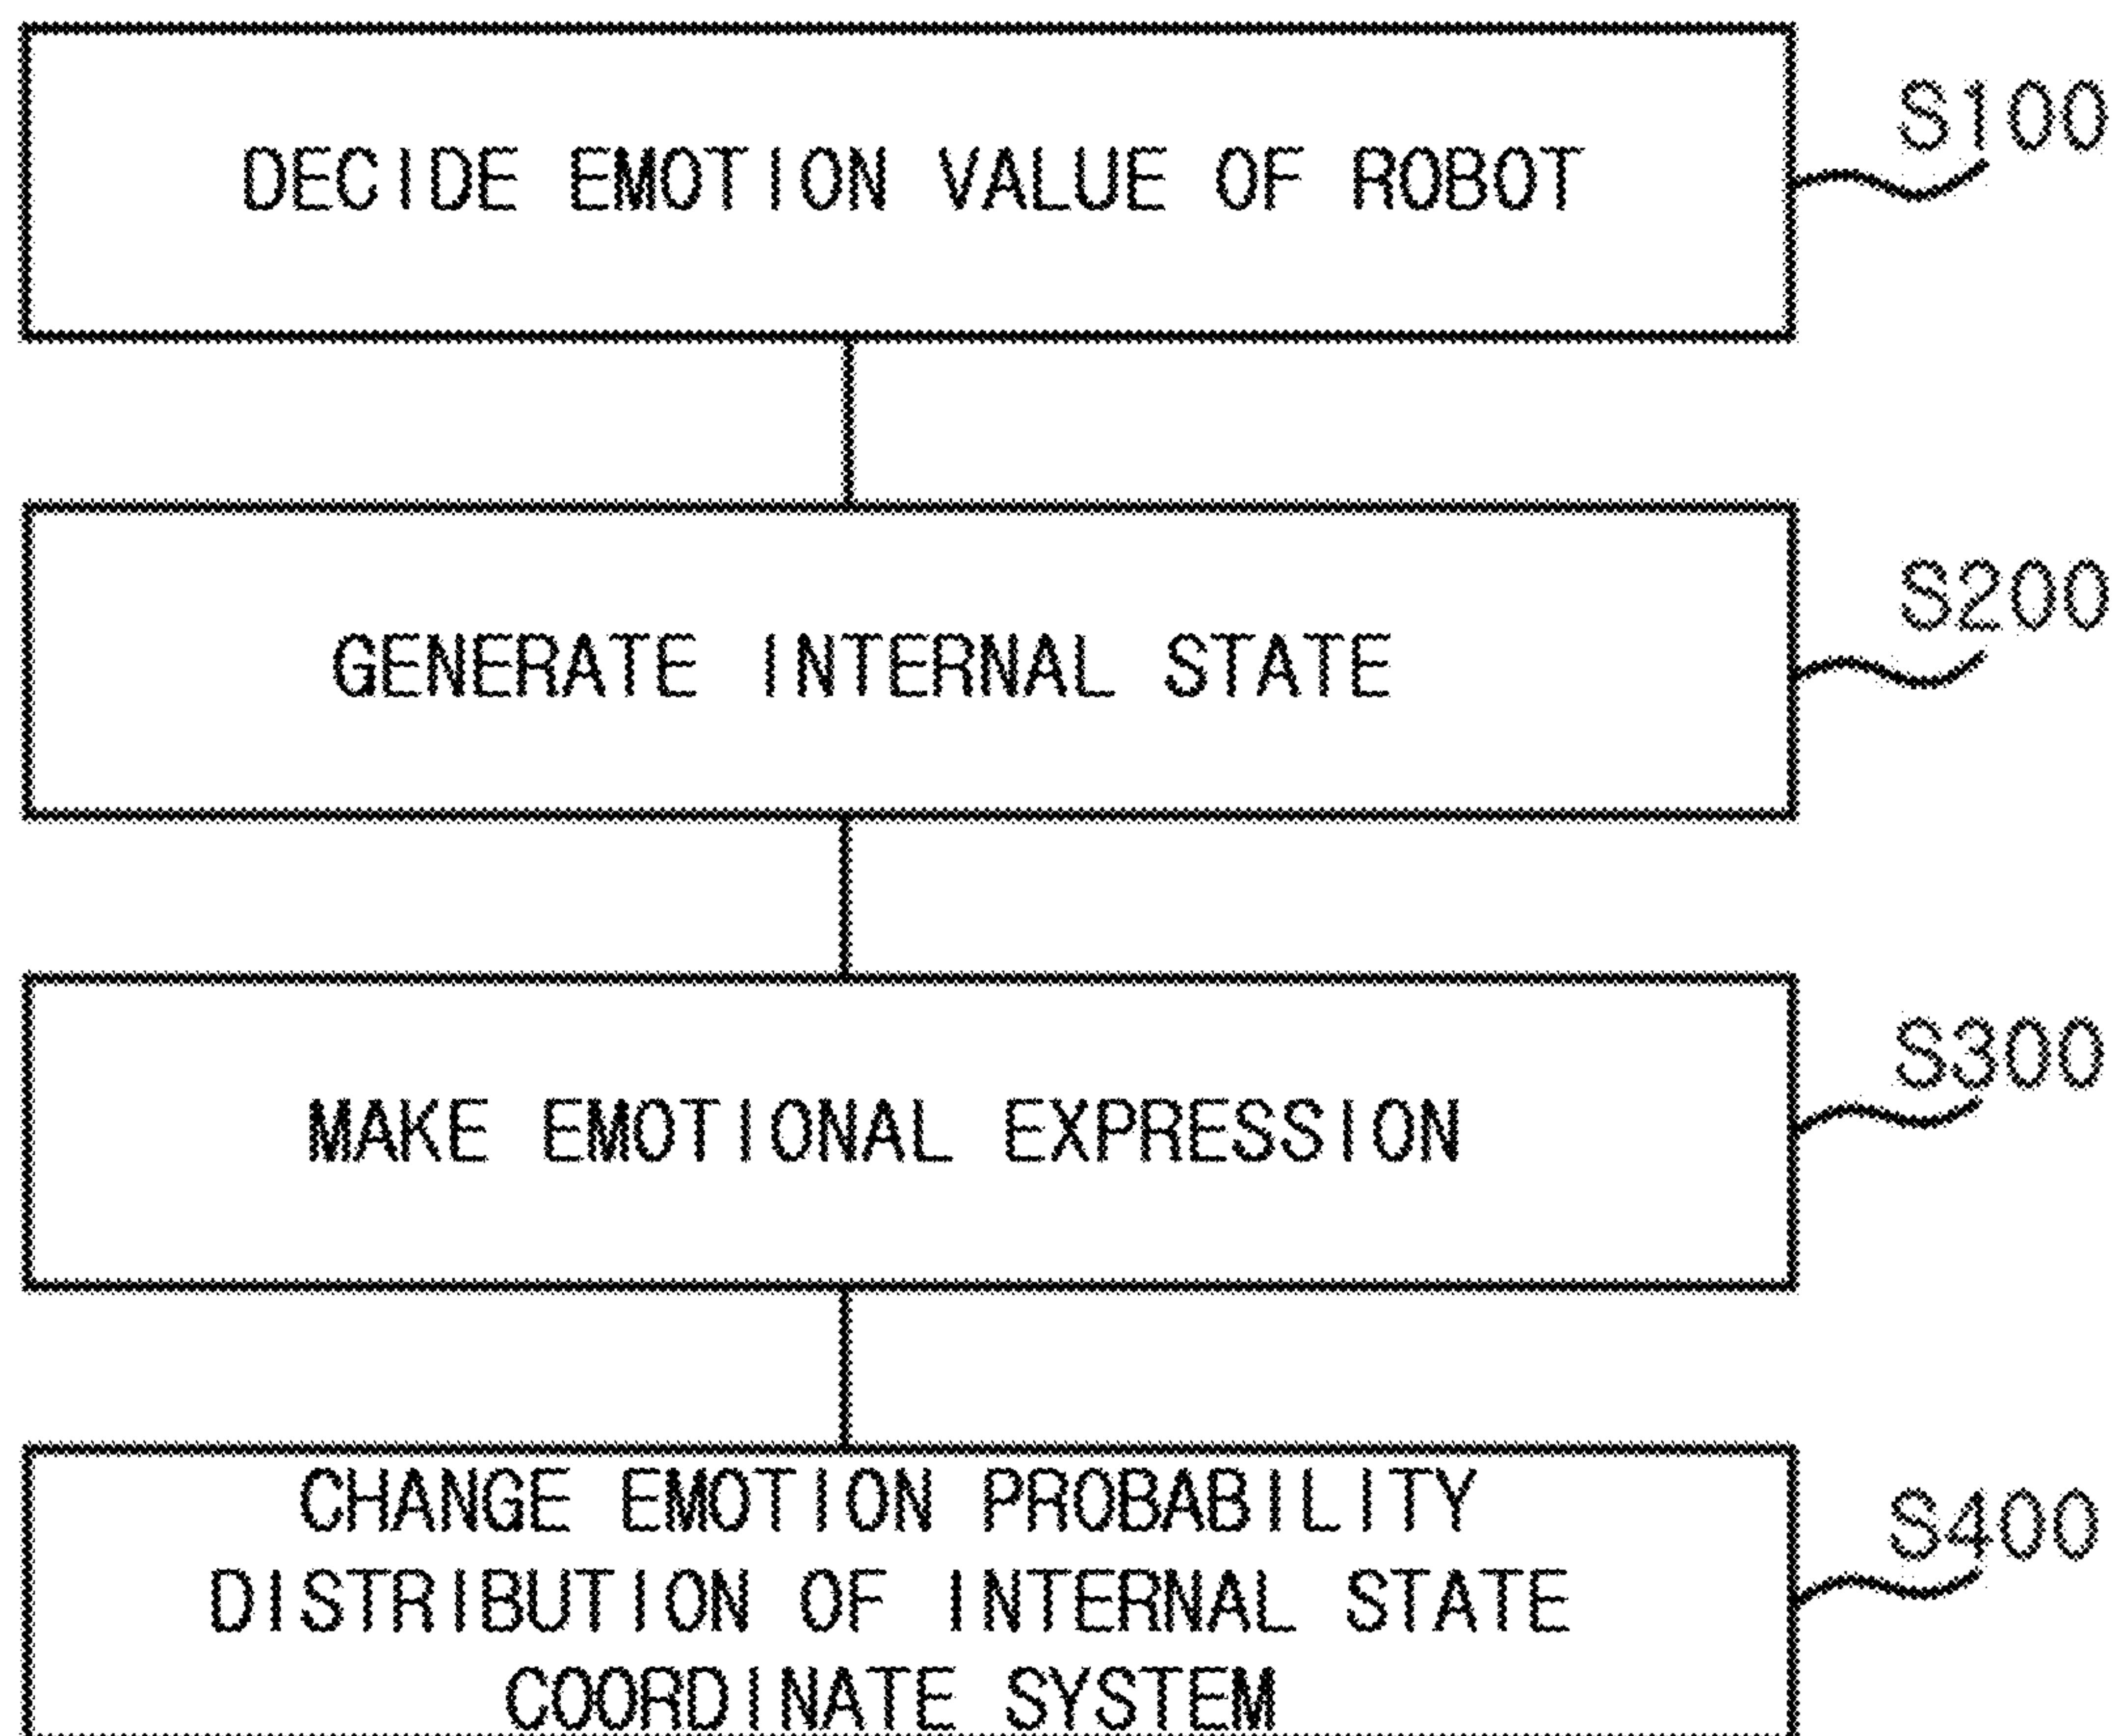 DECIDE EMOTION VALUE OF ROBOT
S100
GENERATE INTERNAL STATE
S200
MAKE EMOTIONAL EXPRESSION
S300
CHANGE EMOTION PROBABILITY
DISTRIBUTION OF INTERNAL STATE
COORDINATE SYSTEM
S400